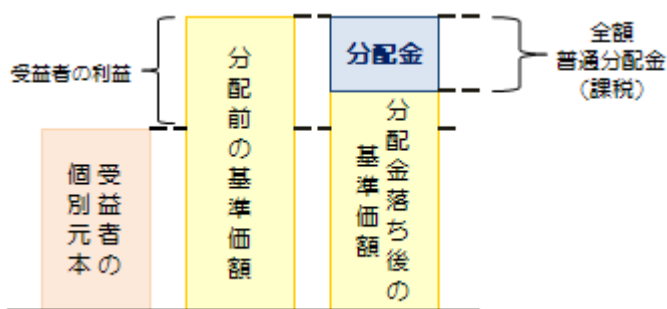 受益者の利益
受益者の
個別元本
分配前の基準価額
分配金
分配金落ち後の
基準価額
全額
普通分配金
(課税)